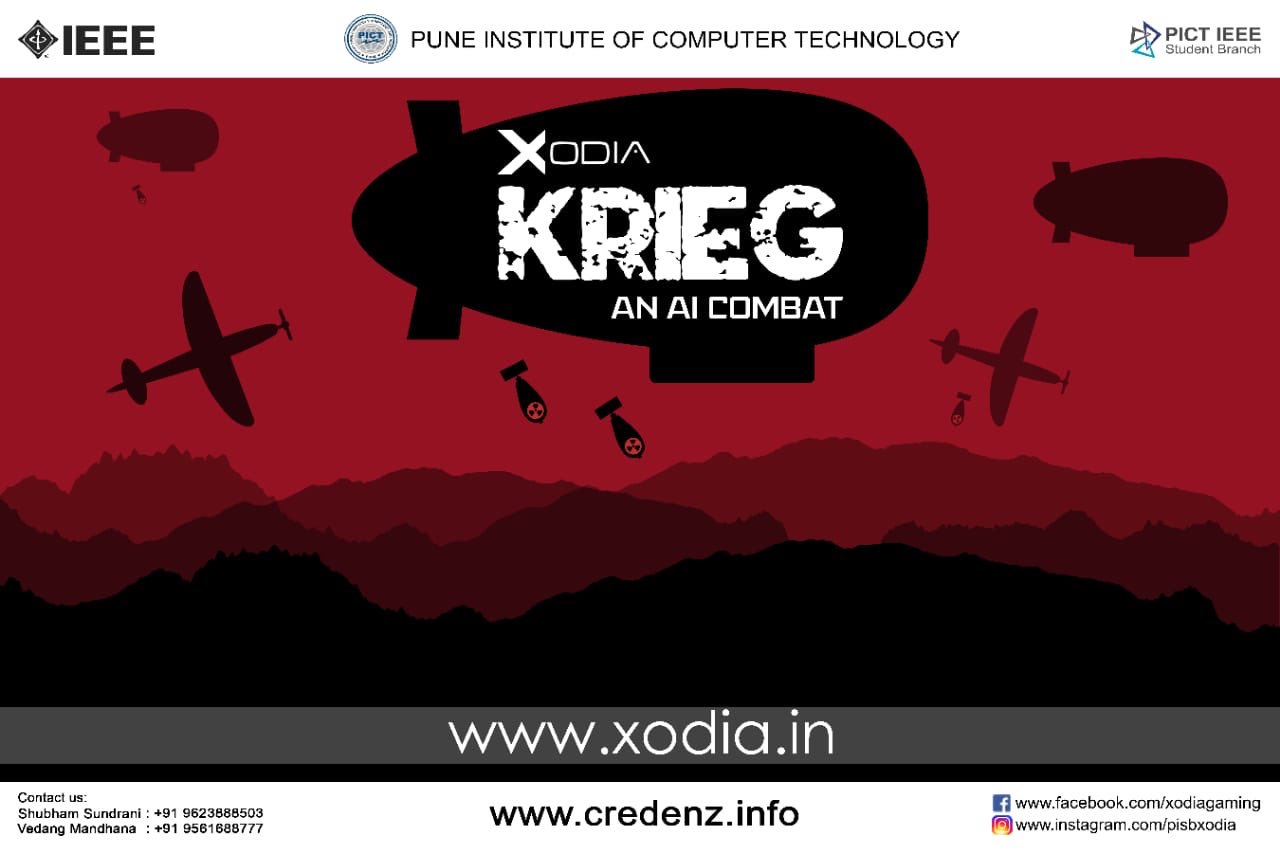 IEEE
PICT
PUNE INSTITUTE OF COMPUTER TECHNOLOGY
PICT IEEE
Student Branch
XODIA
KRIEG
AN AI COMBAT
www.xodia.in
Contact us:
Shubham Sundrani : +91 9623888503
Vedang Mandhana : +91 9561688777
www.credenz.info
www.facebook.com/xodiagaming
www.instagram.com/pisbxodia